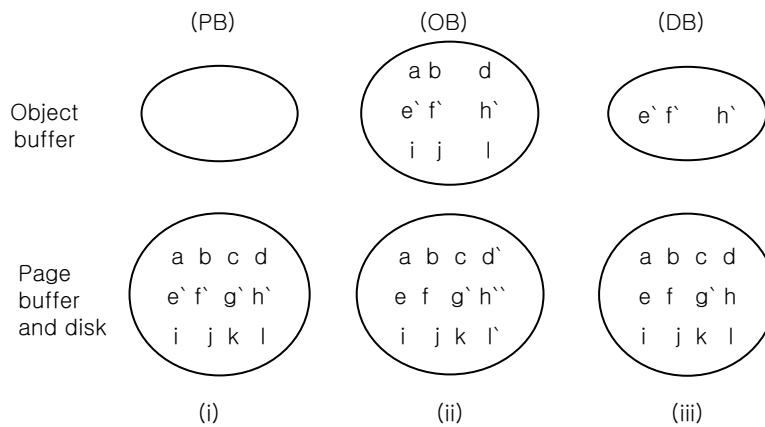 (PB) (OB) (DB)
a b d
Object buffer
e` f` h` e` f` h`
i j l
a b c d a b c d` a b c d
Page buffer and disk
e` f` g` h` e f g` h`` e f g` h
i j k l i j k l` i j k l
(i) (ii) (iii)